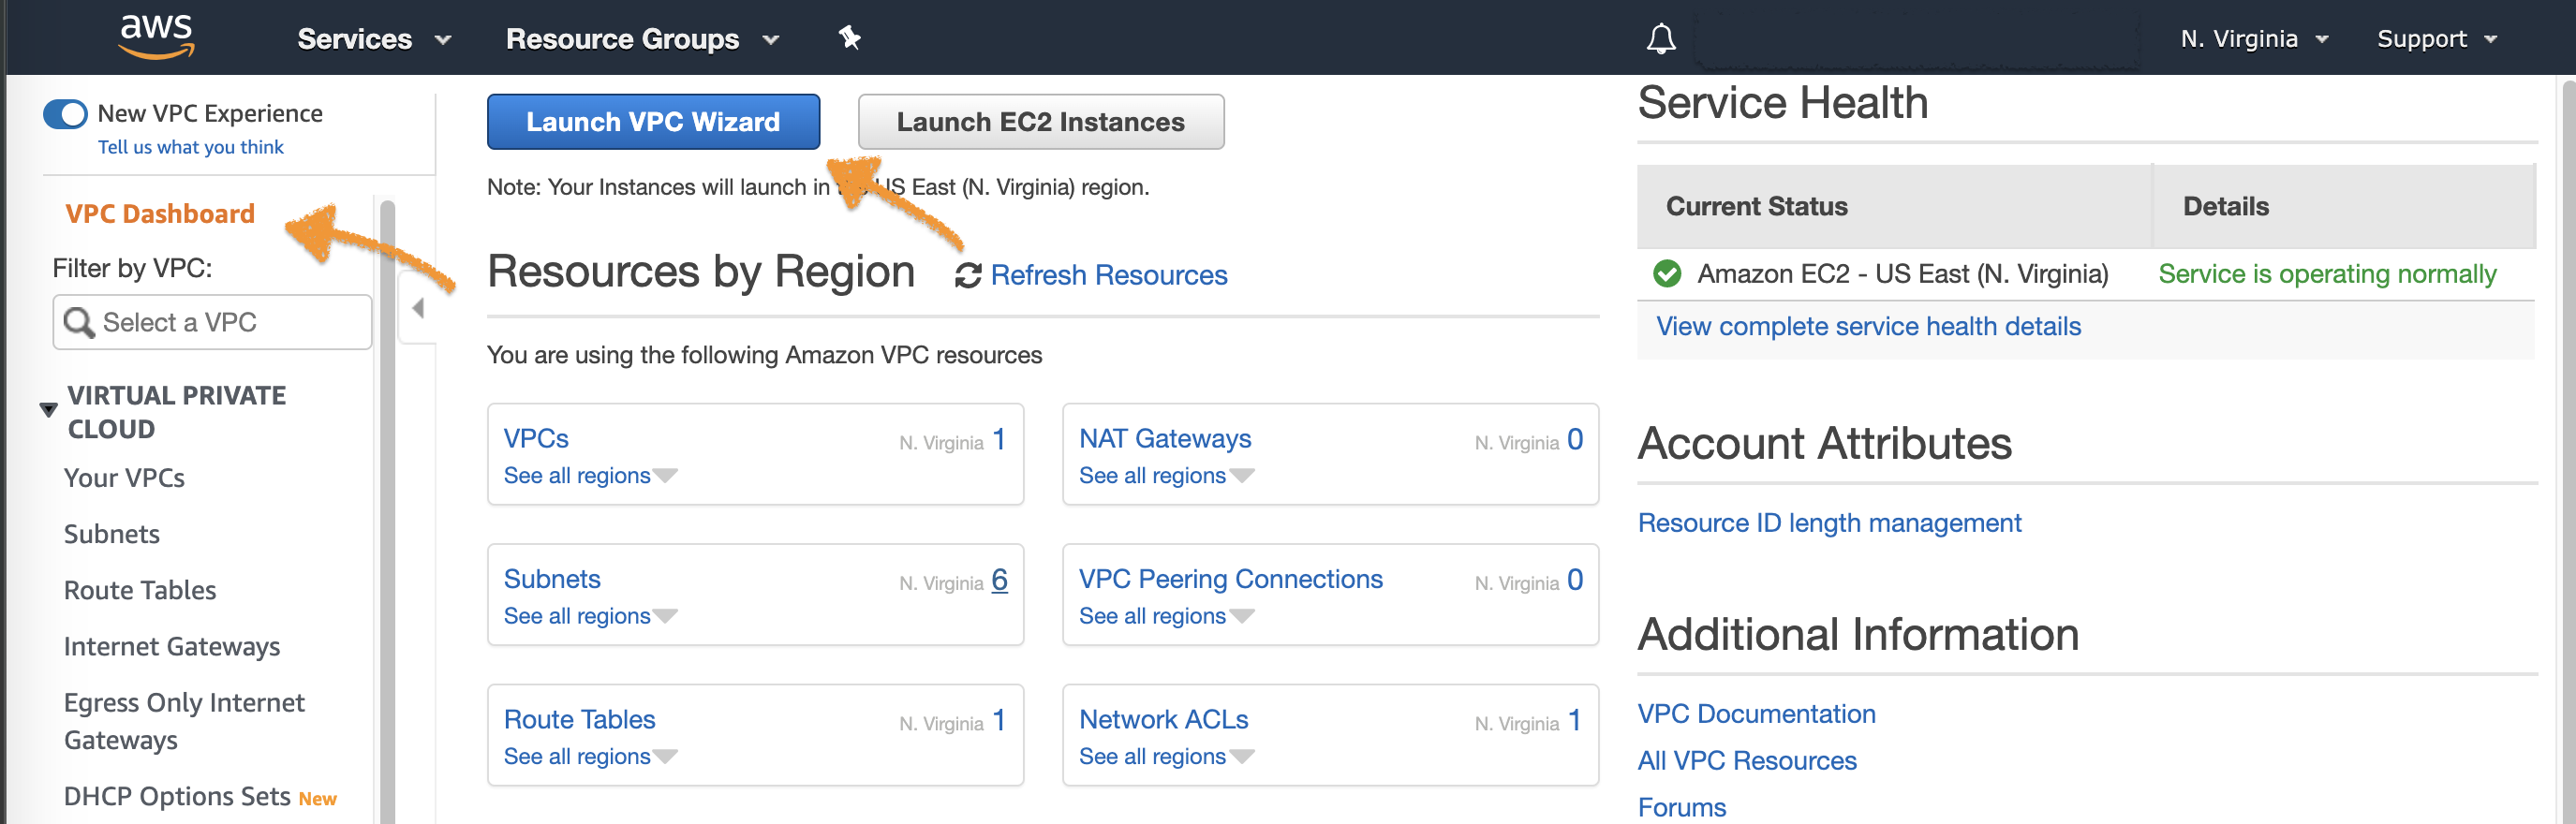 aws
Services
Resource Groups
N. Virginia
Support
New VPC Experience
Tell us what you think
VPC Dashboard
Filter by VPC:
Select a VPC
VIRTUAL PRIVATE
CLOUD
Your VPCs
Subnets
Route Tables
Internet Gateways
Egress Only Internet
Gateways
DHCP Options Sets New
Launch VPC Wizard
Launch EC2 Instances
Note: Your Instances will launch in US East (N. Virginia) region.
Resources by Region
Refresh Resources
You are using the following Amazon VPC resources
VPCs N. Virginia 1
See all regions
NAT Gateways N. Virginia 0
See all regions
Subnets N. Virginia 6
See all regions
VPC Peering Connections N. Virginia 0
See all regions
Route Tables N. Virginia 1
See all regions
Network ACLs N. Virginia 1
See all regions
Service Health
Current Status Details
Amazon EC2 - US East (N. Virginia) Service is operating normally
View complete service health details
Account Attributes
Resource ID length management
Additional Information
VPC Documentation
All VPC Resources
Forums